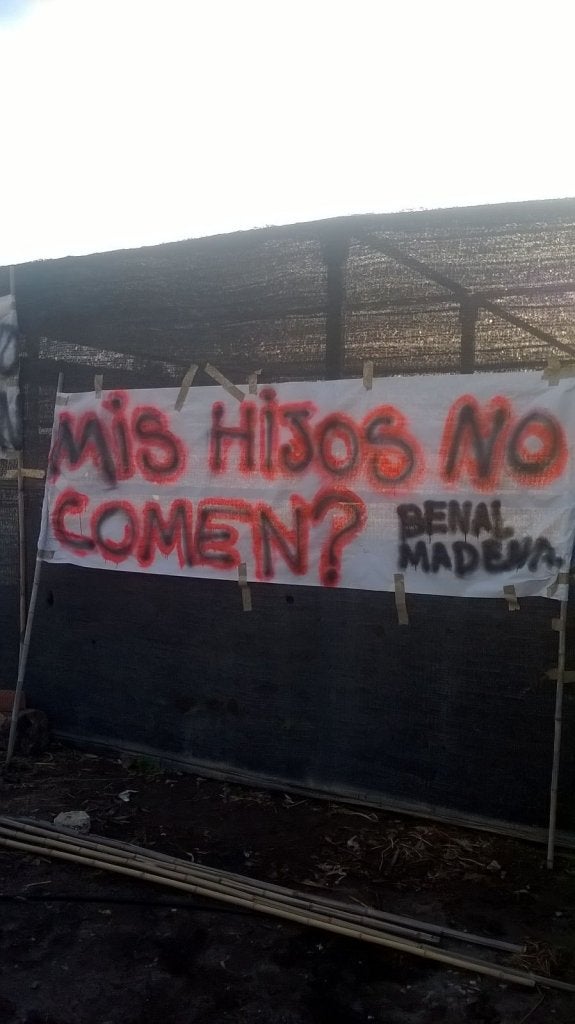 MIS HIJOS NO
COMEN?
BENAL
MADENA.